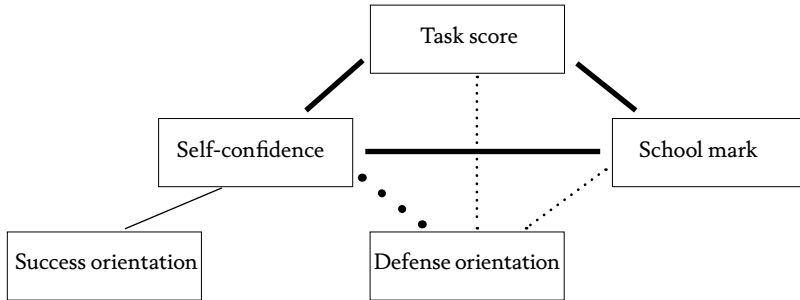 Task score
Self-confidence
School mark
Success orientation
Defense orientation